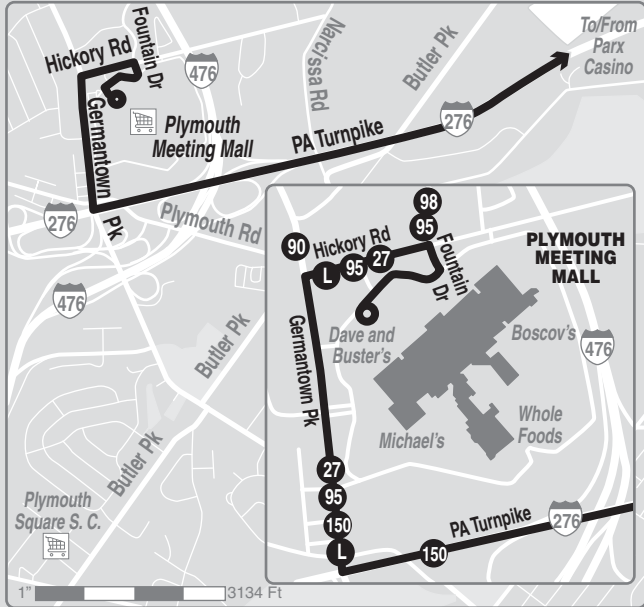 Hickory Rd
Fountain Dr
476
Narcissa Rd
Butler Pk
To/From
Parx
Casino
Germantown Pk
Plymouth
Meeting Mall
PA Turnpike
276
276
Plymouth Rd
476
Butler Pk
Butler Pk
Plymouth
Square S. C.
1"
3134 Ft
98
95
90
Hickory Rd
L
95
27
Fountain Dr
PLYMOUTH
MEETING
MALL
Dave and
Buster's
Boscov's
476
Germantown Pk
Michael's
Whole
Foods
27
95
150
L
150
PA Turnpike
276